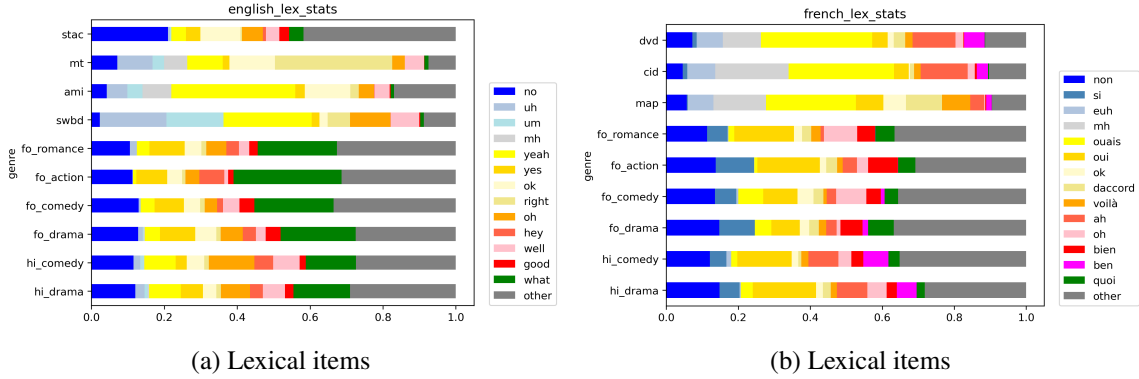 english_lex_stats
genre
stac
mt
ami
swbd
fo_romance
fo_action
fo_comedy
fo_drama
hi_comedy
hi_drama
0.0 0.2 0.4 0.6 0.8 1.0
no
uh
um
mh
yeah
yes
ok
right
oh
hey
well
good
what
other
(a) Lexical items
french_lex_stats
genre
dvd
cid
map
fo_romance
fo_action
fo_comedy
fo_drama
hi_comedy
hi_drama
0.0 0.2 0.4 0.6 0.8 1.0
non
si
euh
mh
ouais
oui
ok
daccord
voilà
ah
oh
bien
ben
quoi
other
(b) Lexical items